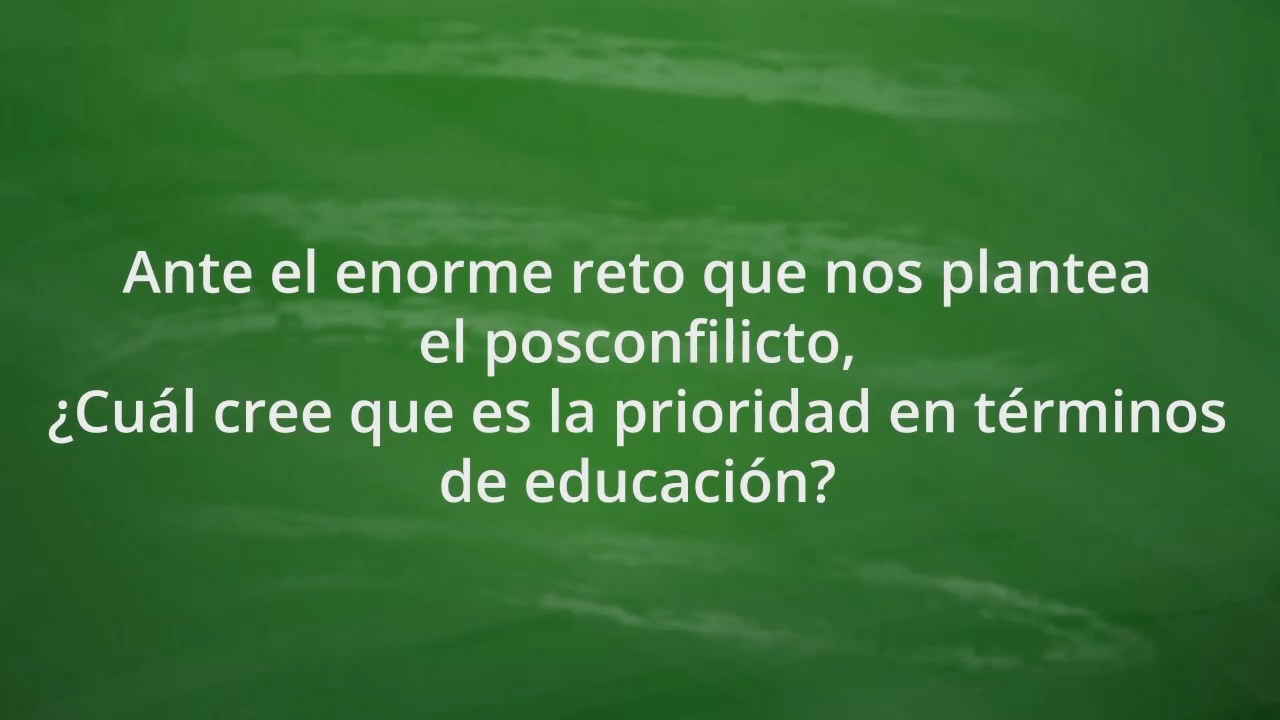 Ante el enorme reto que nos plantea
el posconfilicto,
¿Cuál cree que es la prioridad en términos
de educación?